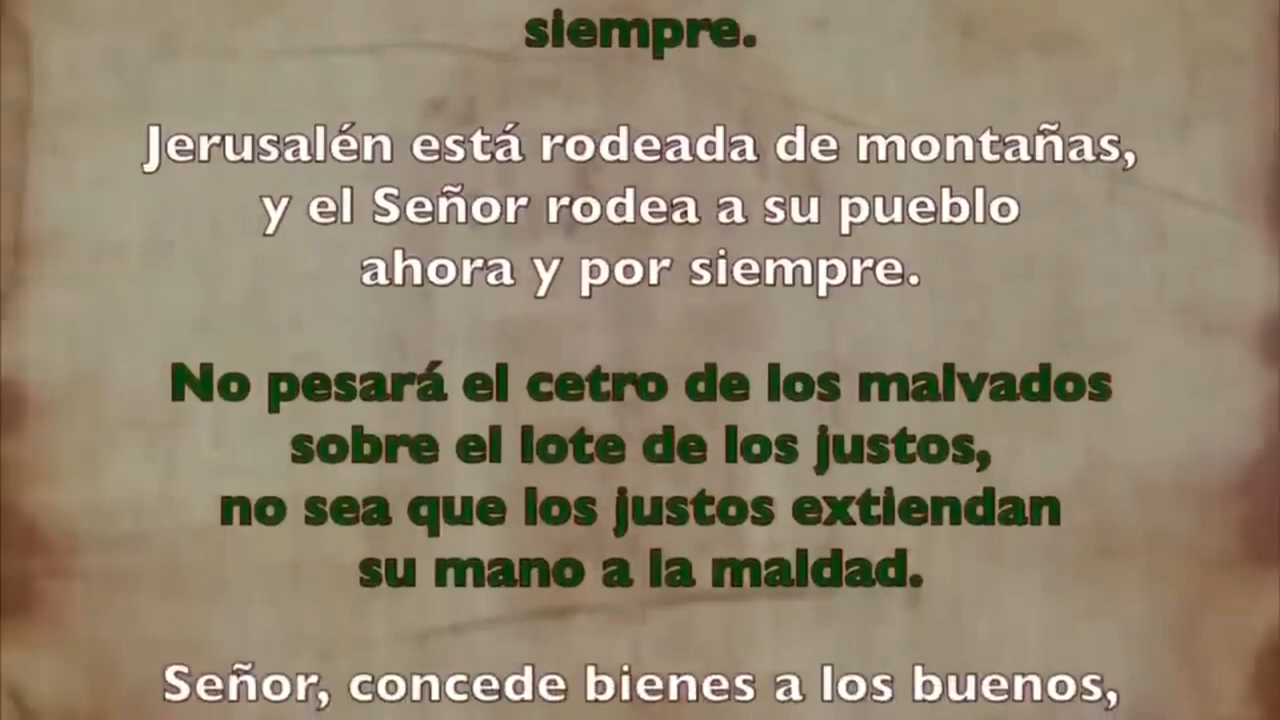 siempre.
Jerusalén está rodeada de montañas,
y el Señor rodea a su pueblo
ahora y por siempre.
No pesará el cetro de los malvados
sobre el lote de los justos,
no sea que los justos extiendan
su mano a la maldad.
Señor, concede bienes a los buenos,